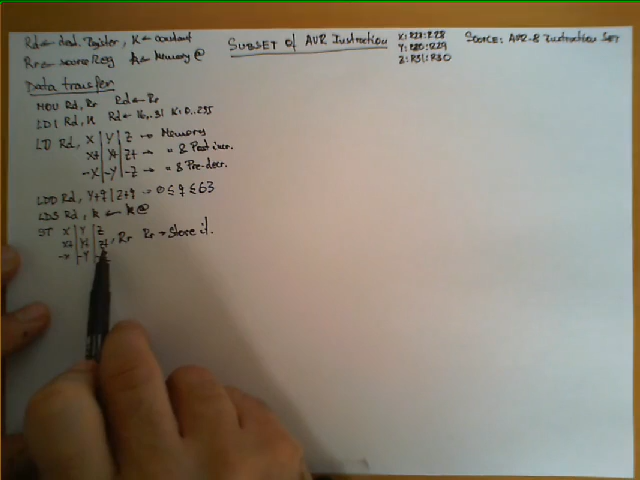 Rd ← dest. Register, K ← constant
Rr ← source Reg k ← Memory @
SUBSET of AVR Instruction
X: R27:R28
Y: R20:R29
Z: R31:R30
SOURCE: AVR-8 Instruction SET
Data transfer
MOV Rd, Rr Rd ← Rr
LDI Rd, K Rd ← 16..31 K: 0..255
LD Rd, X | Y | Z → Memory
X+ | Y+ | Z+ → " & Post incr.
-X | -Y | -Z → " & Pre-decr.
LDD Rd, Y+q | Z+q → 0 ≤ q ≤ 63
LDS Rd, k ← k@
ST X | Y | Z
X+ | Y+ | Z+ , Rr Rr → Store it.
-X | -Y |